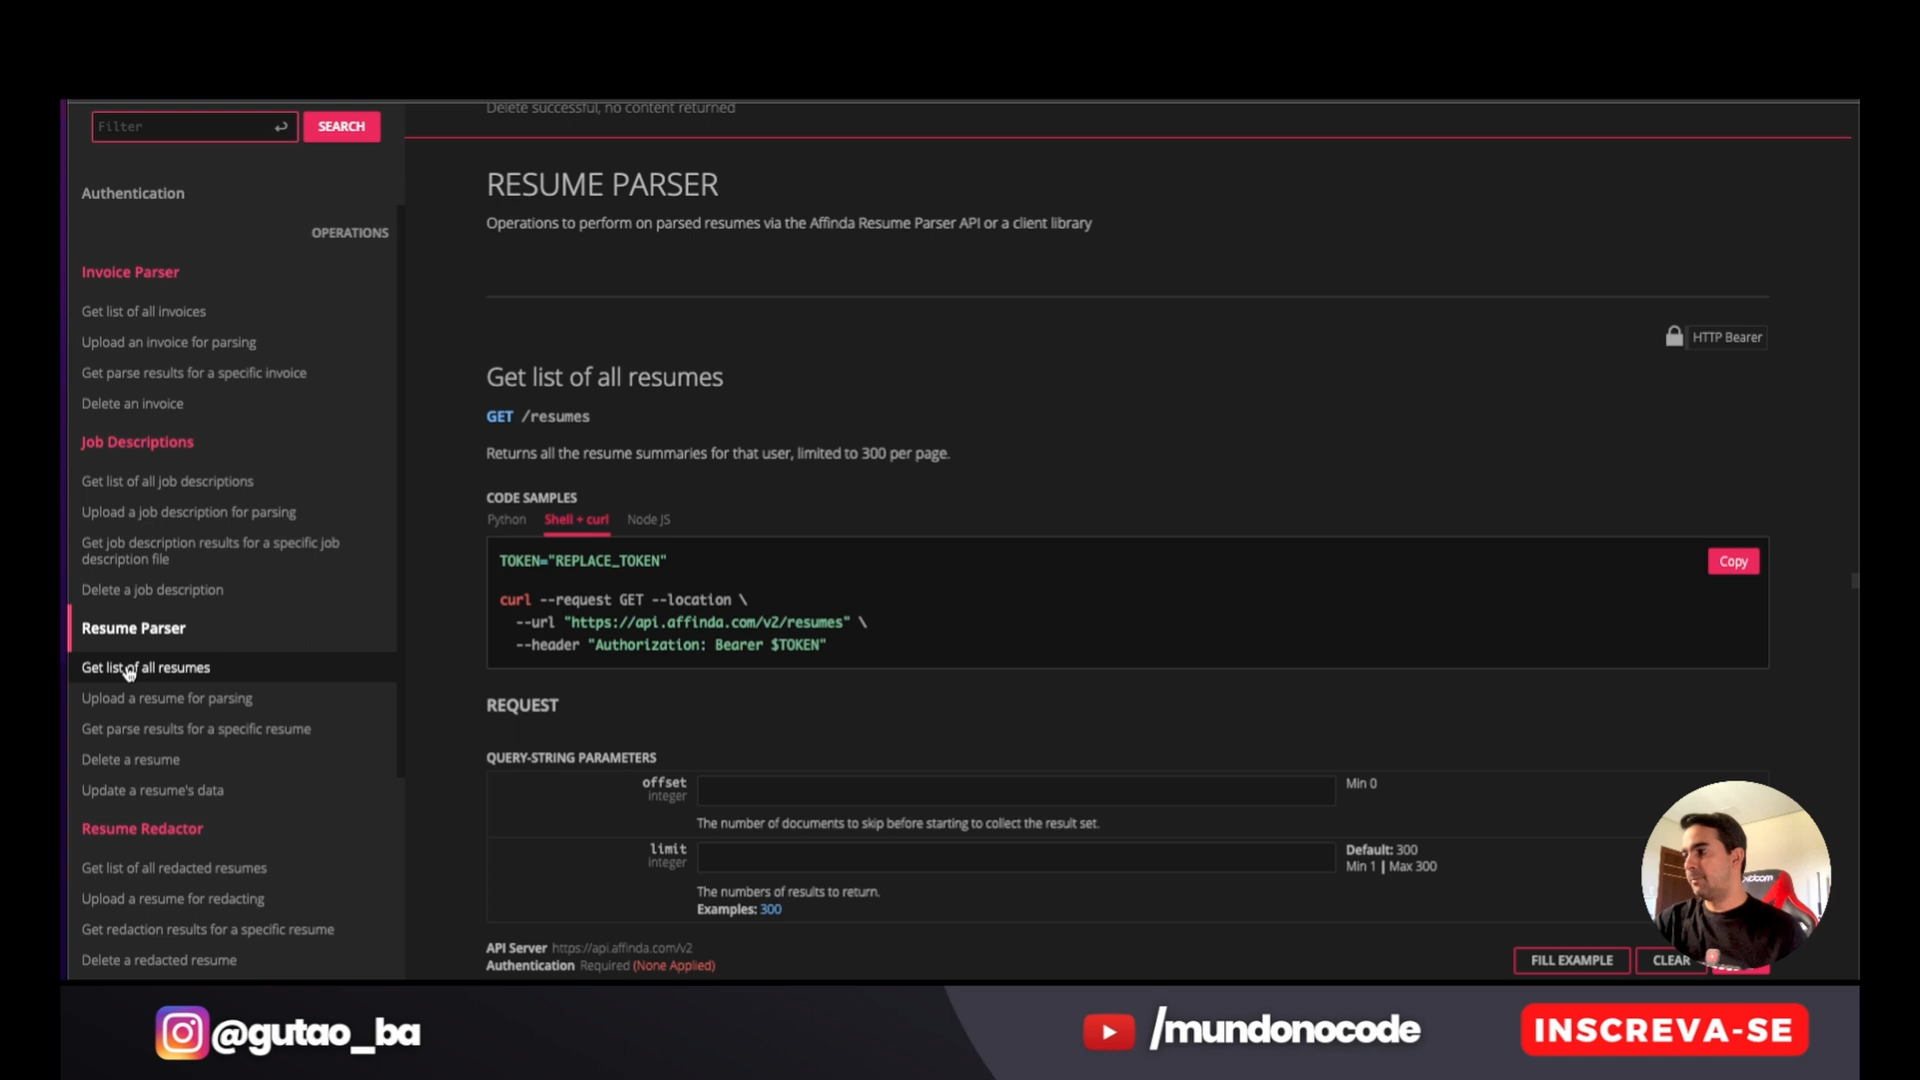 Delete successful, no content returned
Filter
SEARCH
Authentication
OPERATIONS
Invoice Parser
Get list of all invoices
Upload an invoice for parsing
Get parse results for a specific invoice
Delete an invoice
Job Descriptions
Get list of all job descriptions
Upload a job description for parsing
Get job description results for a specific job
description file
Delete a job description
Resume Parser
Get list of all resumes
Upload a resume for parsing
Get parse results for a specific resume
Delete a resume
Update a resume's data
Resume Redactor
Get list of all redacted resumes
Upload a resume for redacting
Get redaction results for a specific resume
Delete a redacted resume
RESUME PARSER
Operations to perform on parsed resumes via the Affinda Resume Parser API or a client library
HTTP Bearer
Get list of all resumes
GET /resumes
Returns all the resume summaries for that user, limited to 300 per page.
CODE SAMPLES
Python Shell + curl Node JS
TOKEN="REPLACE_TOKEN"
Copy
curl --request GET --location \
--url "https://api.affinda.com/v2/resumes" \
--header "Authorization: Bearer $TOKEN"
REQUEST
QUERY-STRING PARAMETERS
offset
integer
Min 0
The number of documents to skip before starting to collect the result set.
limit
integer
Default: 300
Min 1 | Max 300
The numbers of results to return.
Examples: 300
API Server https://api.affinda.com/v2
Authentication Required (None Applied)
FILL EXAMPLE
CLEAR
@gutao_ba
/mundonocode
INSCREVA-SE